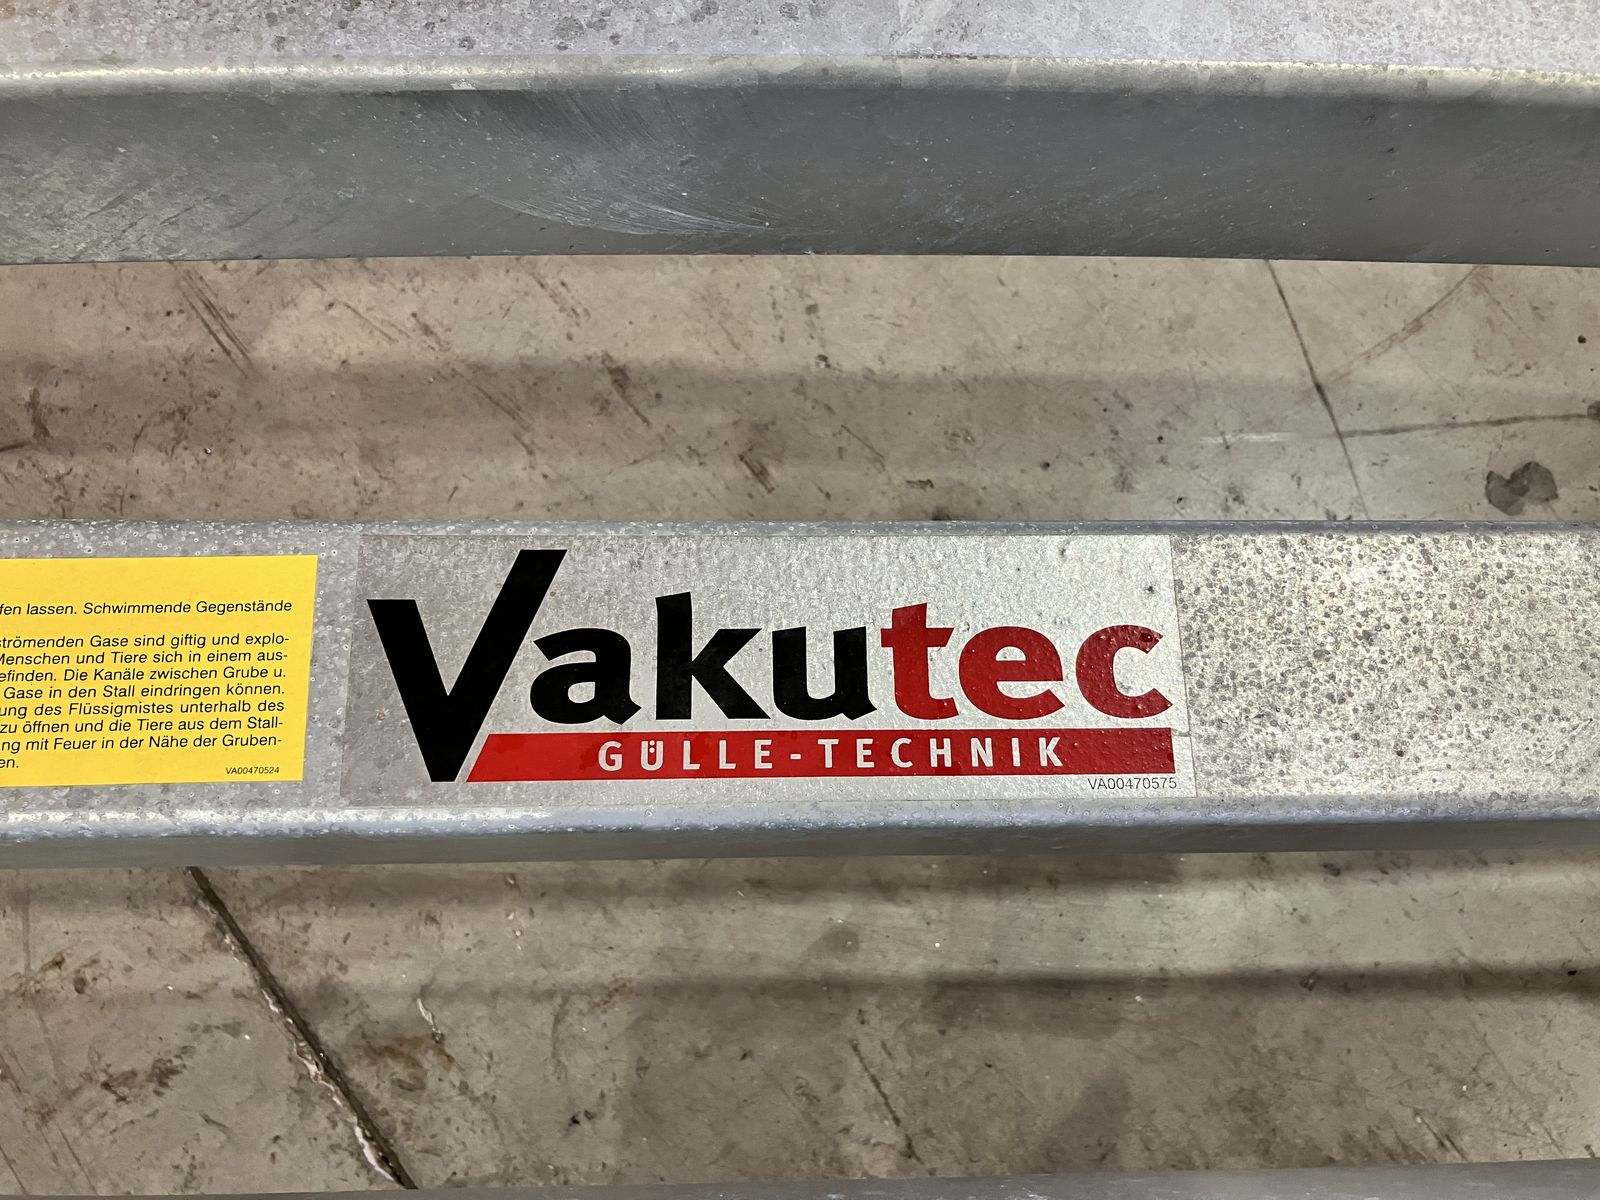 fen lassen. Schwimmende Gegenstände
strömenden Gase sind giftig und explo-
Menschen und Tiere sich in einem aus-
efinden. Die Kanäle zwischen Grube u.
Gase in den Stall eindringen können.
ung des Flüssigmistes unterhalb des
zu öffnen und die Tiere aus dem Stall-
ng mit Feuer in der Nähe der Gruben-
en.
VA00470524
Vakutec
GÜLLE-TECHNIK
VA00470575